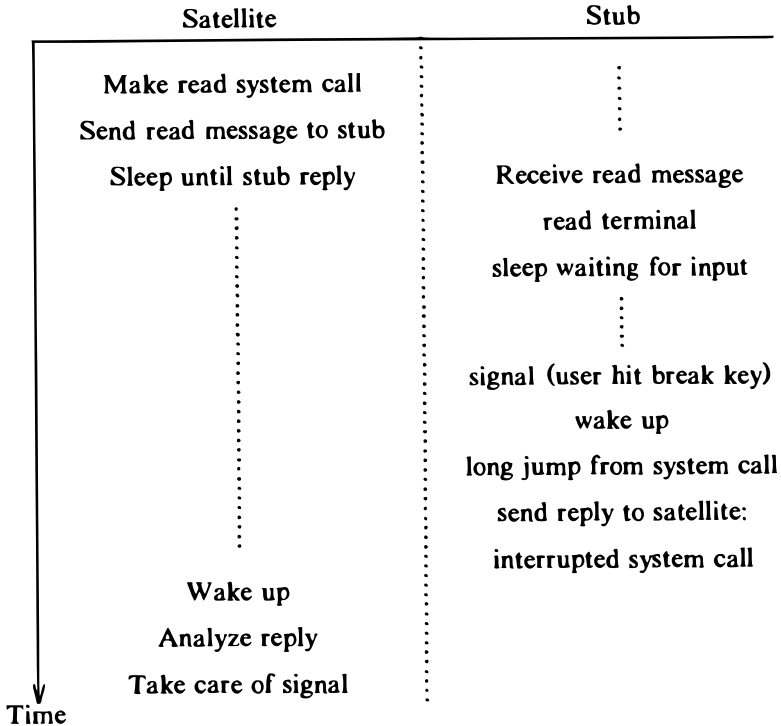 Satellite
Stub
Make read system call
Send read message to stub
Sleep until stub reply
Receive read message
read terminal
sleep waiting for input
signal (user hit break key)
wake up
long jump from system call
send reply to satellite:
interrupted system call
Wake up
Analyze reply
Take care of signal
Time